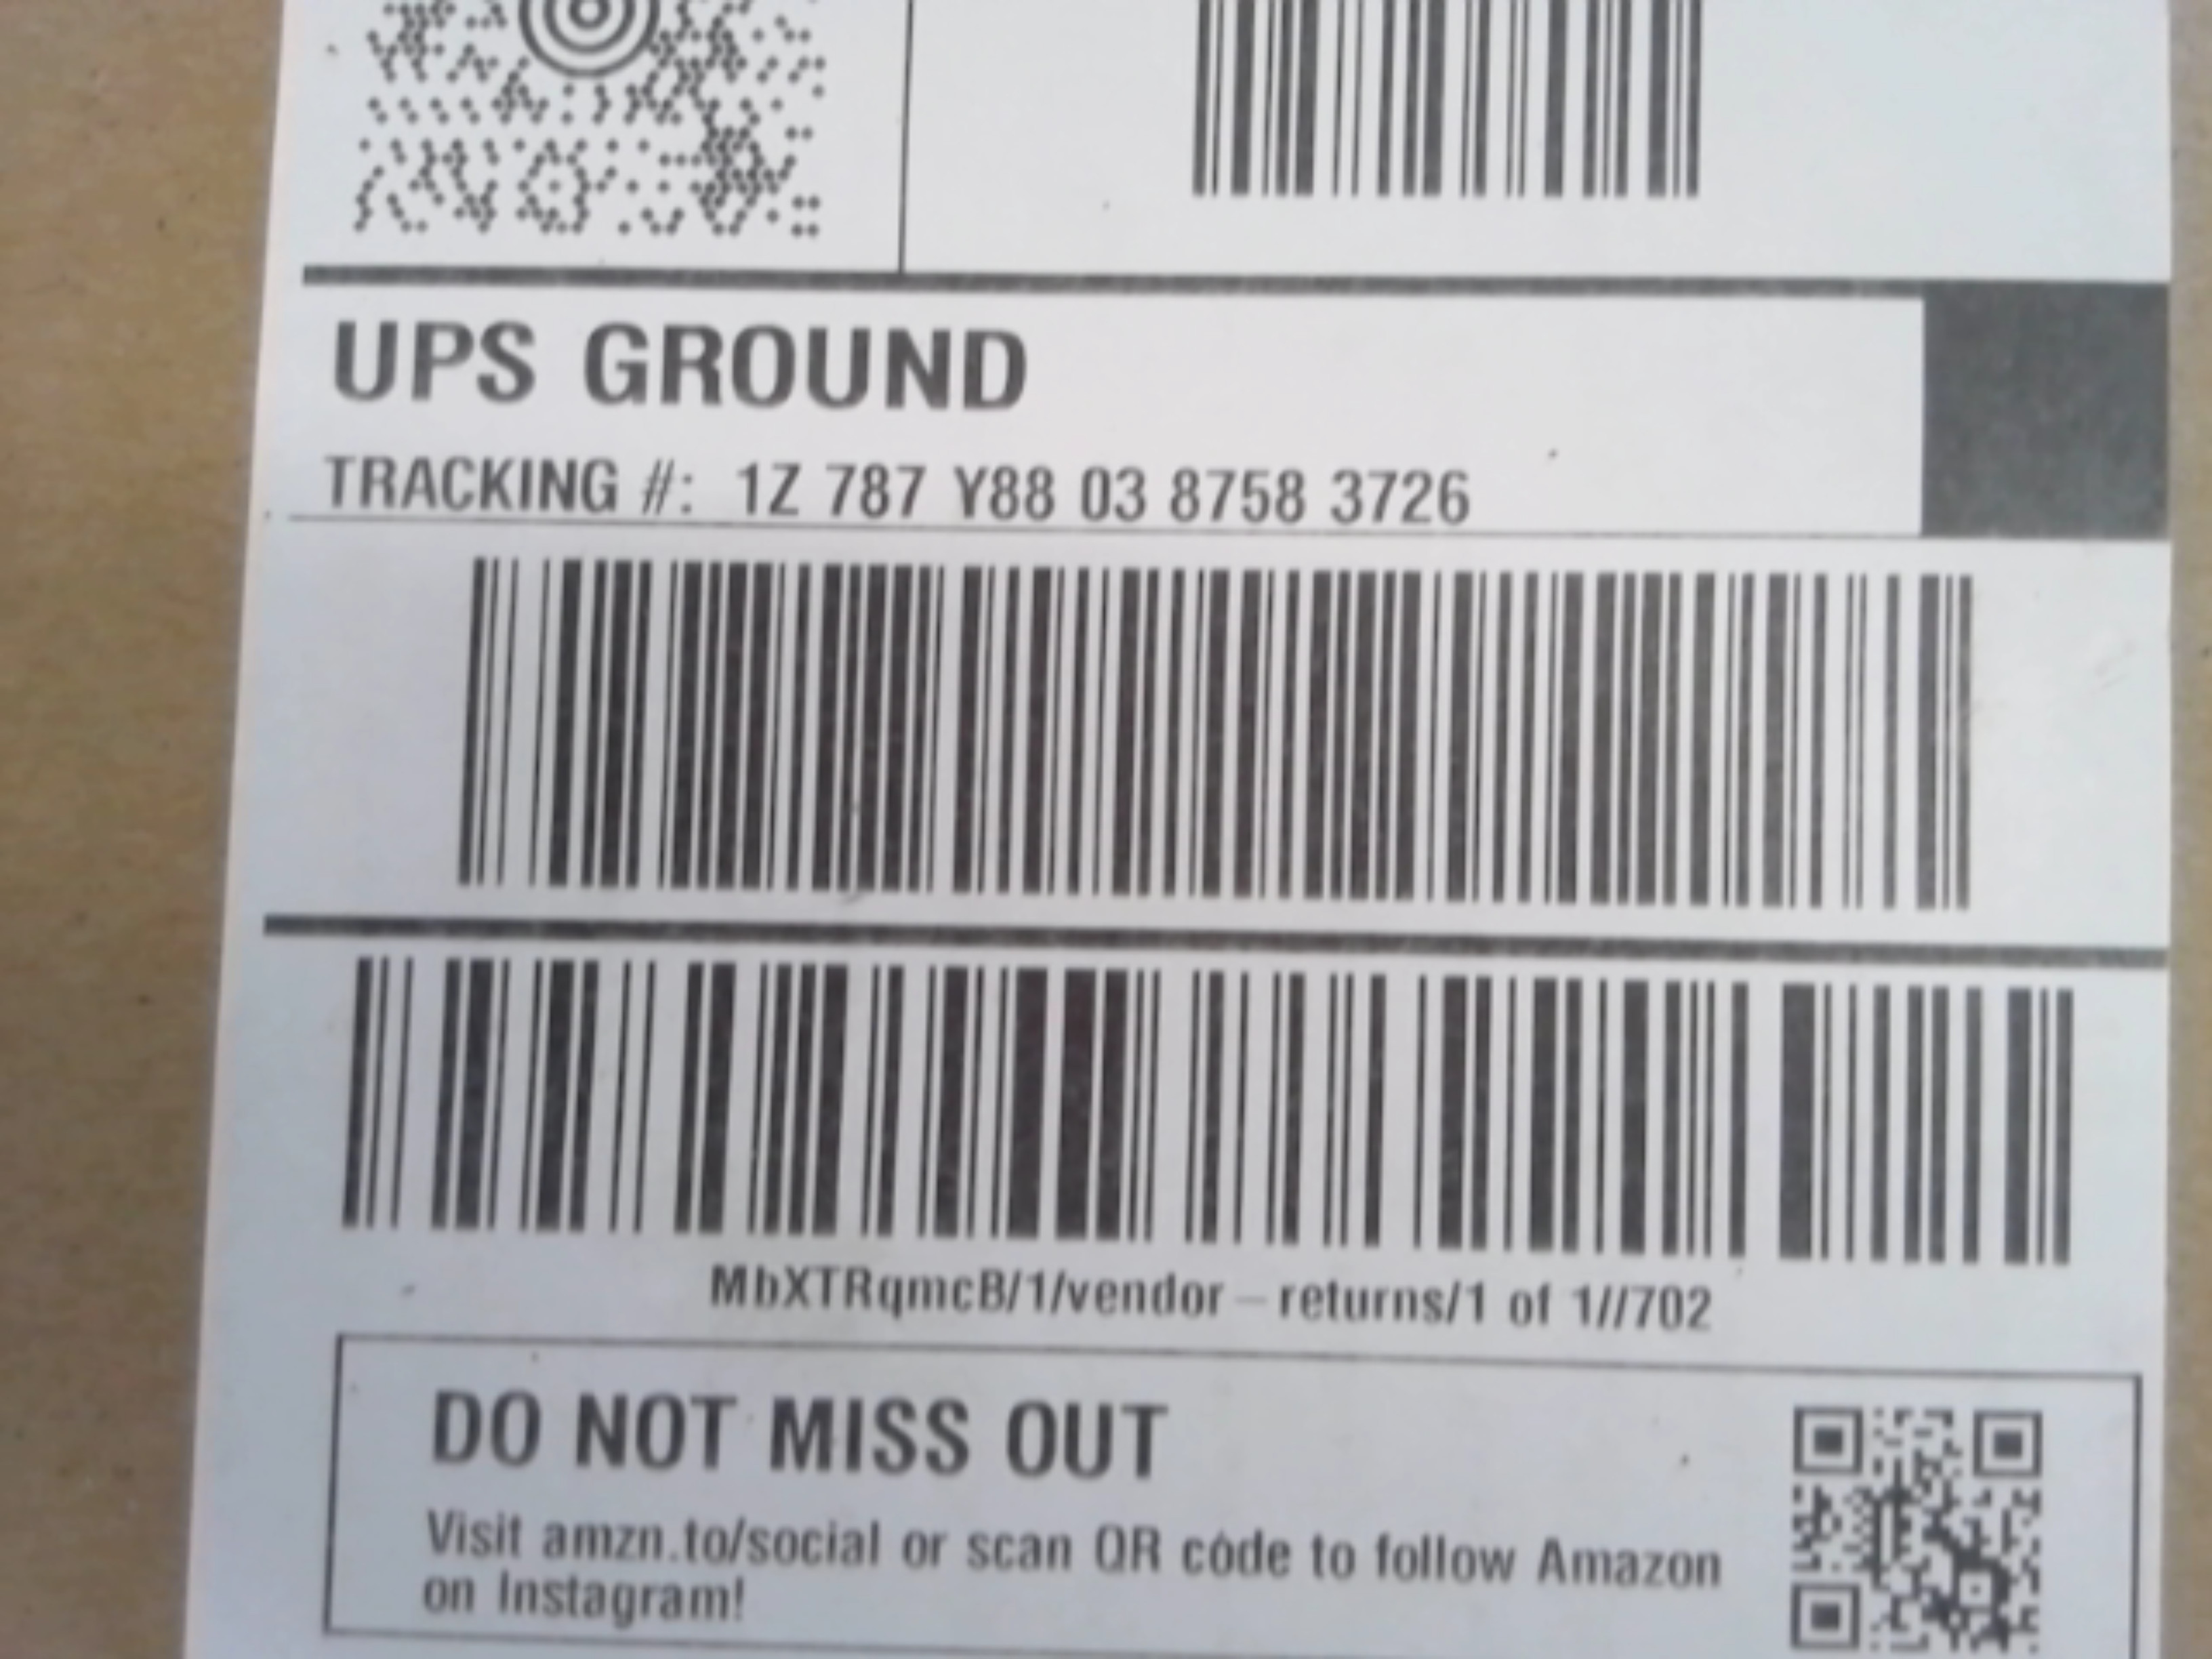 UPS GROUND
TRACKING #: 1Z 787 Y88 03 8758 3726
MbXTRqmcB/1/vendor-returns/1 of 1//702
DO NOT MISS OUT
Visit amzn.to/social or scan QR code to follow Amazon
on Instagram!